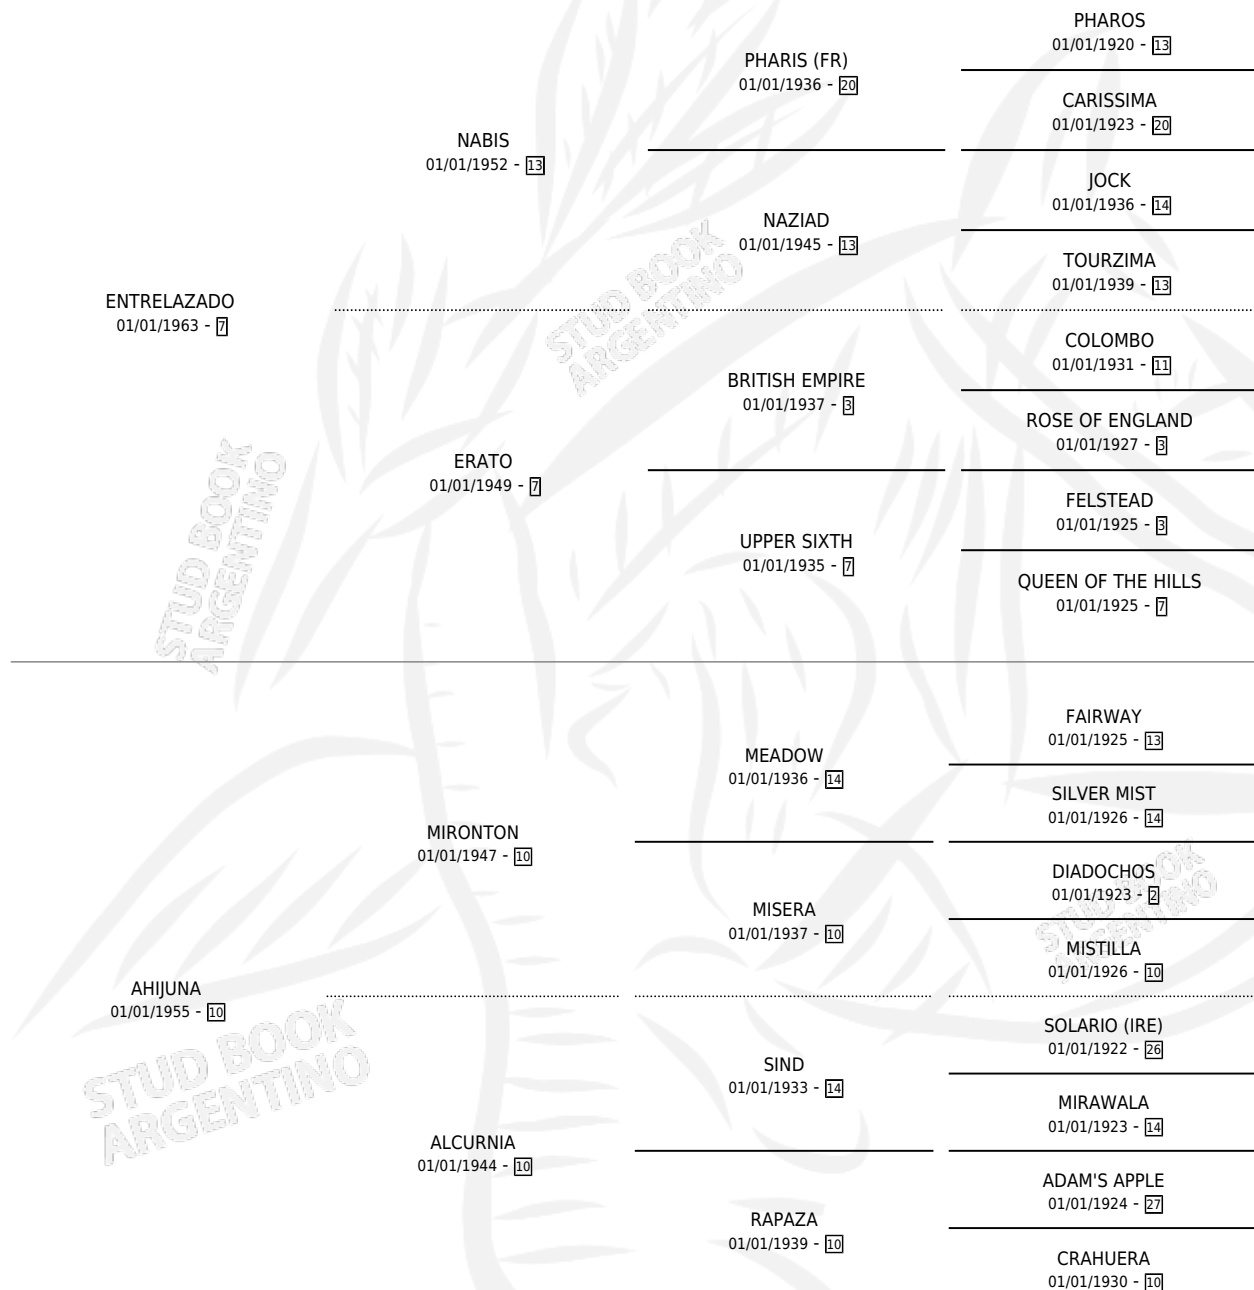 PHAROS
01/01/1920 - 13
PHARIS (FR)
01/01/1936 - 20
CARISSIMA
01/01/1923 - 20
NABIS
01/01/1952 - 13
JOCK
01/01/1936 - 14
NAZIAD
01/01/1945 - 13
TOURZIMA
01/01/1939 - 13
ENTRELAZADO
01/01/1963 - 7
COLOMBO
01/01/1931 - 11
BRITISH EMPIRE
01/01/1937 - 3
ROSE OF ENGLAND
01/01/1927 - 3
ERATO
01/01/1949 - 7
FELSTEAD
01/01/1925 - 3
UPPER SIXTH
01/01/1935 - 7
QUEEN OF THE HILLS
01/01/1925 - 7
STUD BOOK
ARGENTINO
STUD BOOK
ARGENTINO
FAIRWAY
01/01/1925 - 13
MEADOW
01/01/1936 - 14
SILVER MIST
01/01/1926 - 14
MIRONTON
01/01/1947 - 10
DIADOCHOS
01/01/1923 - 2
MISERA
01/01/1937 - 10
MISTILLA
01/01/1926 - 10
AHIJUNA
01/01/1955 - 10
SOLARIO (IRE)
01/01/1922 - 26
SIND
01/01/1933 - 14
MIRAWALA
01/01/1923 - 14
ALCURNIA
01/01/1944 - 10
ADAM'S APPLE
01/01/1924 - 27
RAPAZA
01/01/1939 - 10
CRAHUERA
01/01/1930 - 10
STUD BOOK
ARGENTINO
STUD BOOK
ARGENTINO